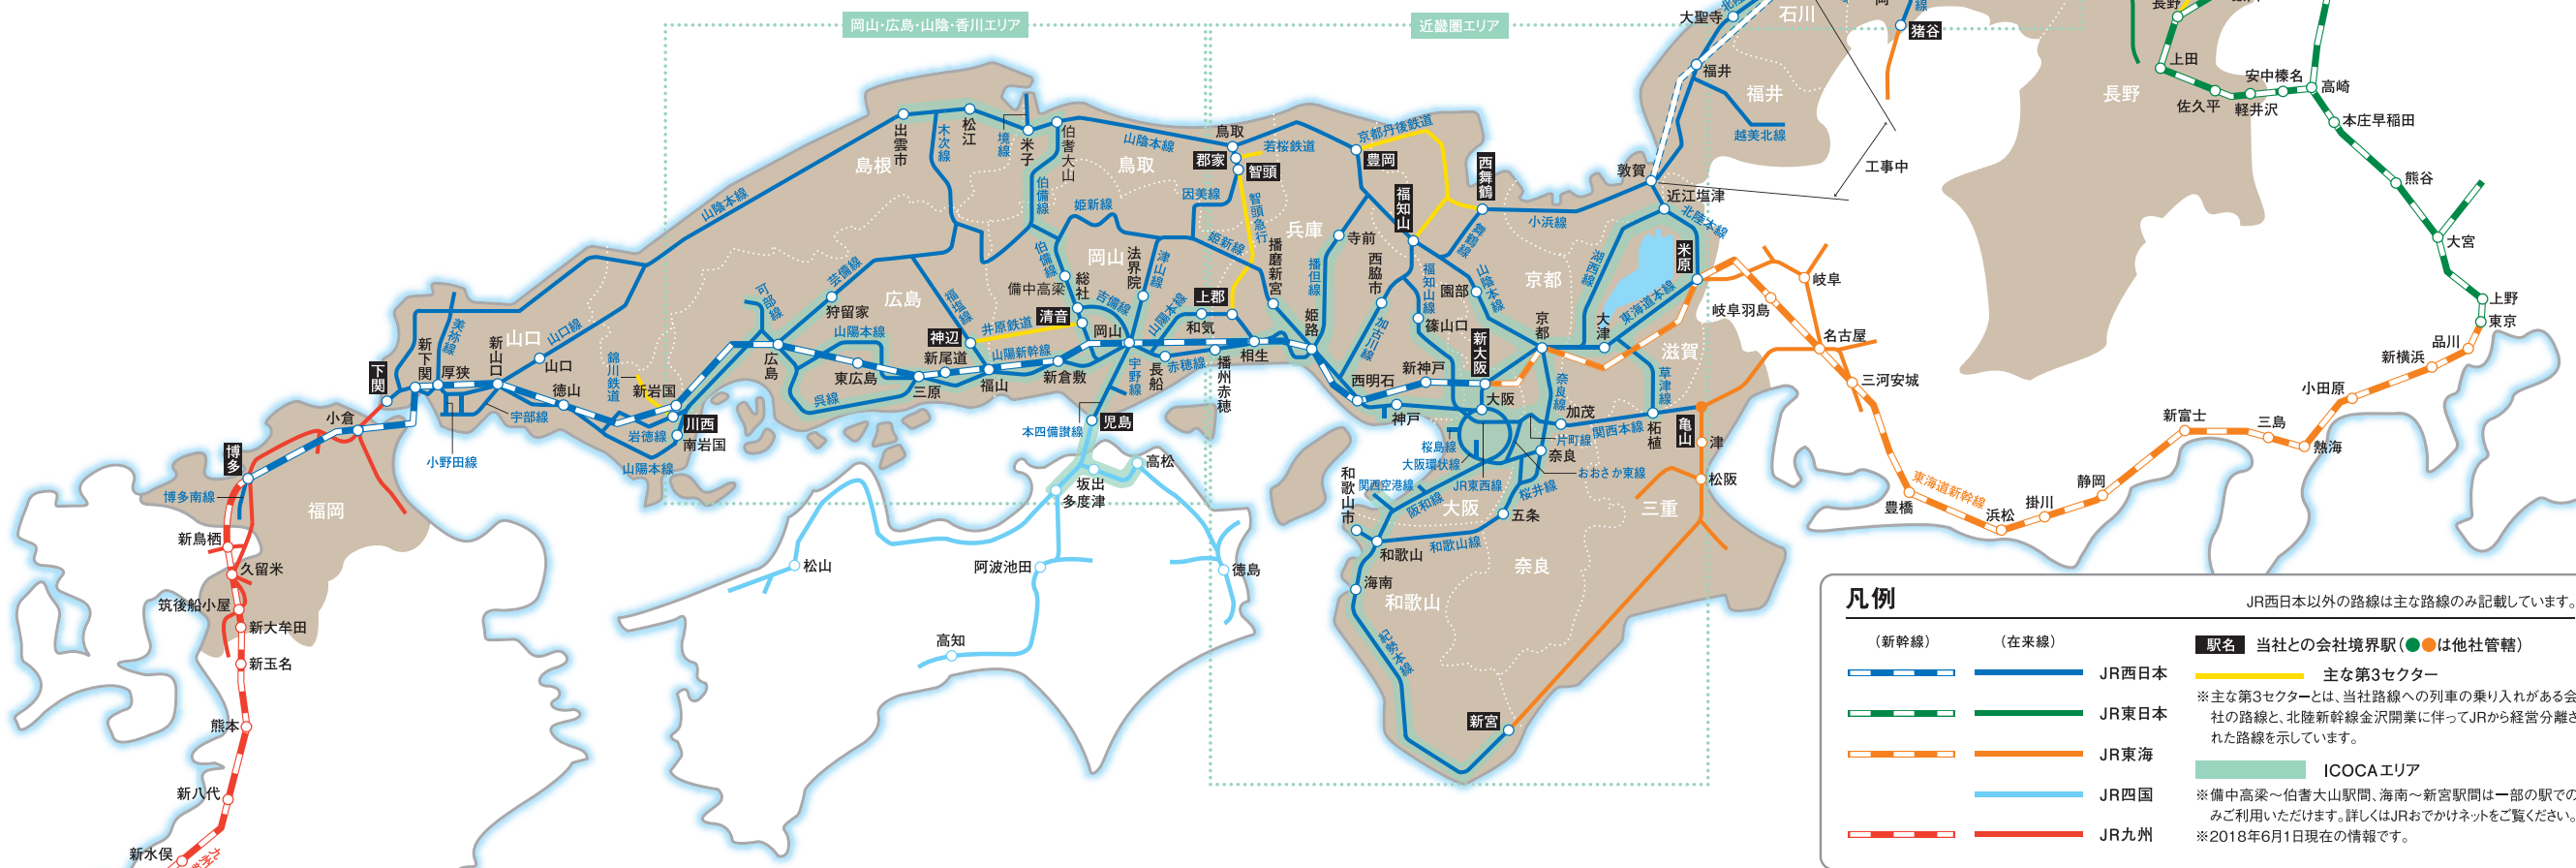 岡山・広島・山陰・香川エリア
近畿圏エリア
大聖寺
石川
猪谷
長野
福井
福井
越美北線
工事中
敦賀
近江塩津
北陸本線
上田
佐久平
軽井沢
安中榛名
高崎
本庄早稲田
熊谷
大宮
上野
東京
品川
新横浜
小田原
熱海
三島
新富士
静岡
掛川
浜松
豊橋
東海道新幹線
三河安城
名古屋
岐阜羽島
岐阜
長野
出雲市
木次線
松江
境線
米子
伯耆大山
山陰本線
鳥取
郡家
若桜鉄道
智頭
京都丹後鉄道
豊岡
西舞鶴
福知山
小浜線
舞鶴線
島根
鳥取
因美線
智頭急行
伯備線
姫新線
山陰本線
兵庫
寺前
播但線
西脇市
福知山線
園部
山陰本線
京都
湖西線
米原
東海道本線
大津
京都
滋賀
草津線
岡山
伯備線
法界院
津山線
姫新線
播磨新宮
総社
備中高梁
吉備線
清音
岡山
山陽本線
和気
上郡
姫路
相生
加古川線
篠山口
新大阪
新神戸
西明石
神戸
大阪
奈良線
加茂
関西本線
柘植
亀山
津
松阪
三重
片町線
奈良
おおさか東線
桜島線
大阪環状線
JR東西線
桜井線
関西空港線
阪和線
大阪
五条
和歌山市
和歌山
和歌山線
奈良
海南
和歌山
紀勢本線
新宮
芸備線
可部線
狩留家
広島
福塩線
神辺
井原鉄道
山陽本線
新尾道
山陽新幹線
福山
新倉敷
宇野線
長船
赤穂線
播州赤穂
広島
東広島
三原
呉線
本四備讃線
児島
高松
坂出
多度津
松山
阿波池田
徳島
高知
山口
山口線
美祢線
新下関
厚狭
新山口
山口
徳山
錦川鉄道
新岩国
川西
岩徳線
南岩国
山陽本線
宇部線
小野田線
下関
小倉
博多
博多南線
福岡
新鳥栖
久留米
筑後船小屋
新大牟田
新玉名
熊本
新八代
新水俣
凡例
JR西日本以外の路線は主な路線のみ記載しています。
（新幹線）
（在来線）
JR西日本
JR東日本
JR東海
JR四国
JR九州
駅名 当社との会社境界駅（●●は他社管轄）
主な第3セクター
※主な第3セクターとは、当社路線への列車の乗り入れがある会
社の路線と、北陸新幹線金沢開業に伴ってJRから経営分離さ
れた路線を示しています。
ICOCAエリア
※備中高梁～伯耆大山駅間、海南～新宮駅間は一部の駅での
みご利用いただけます。詳しくはJRおでかけネットをご覧ください。
※2018年6月1日現在の情報です。